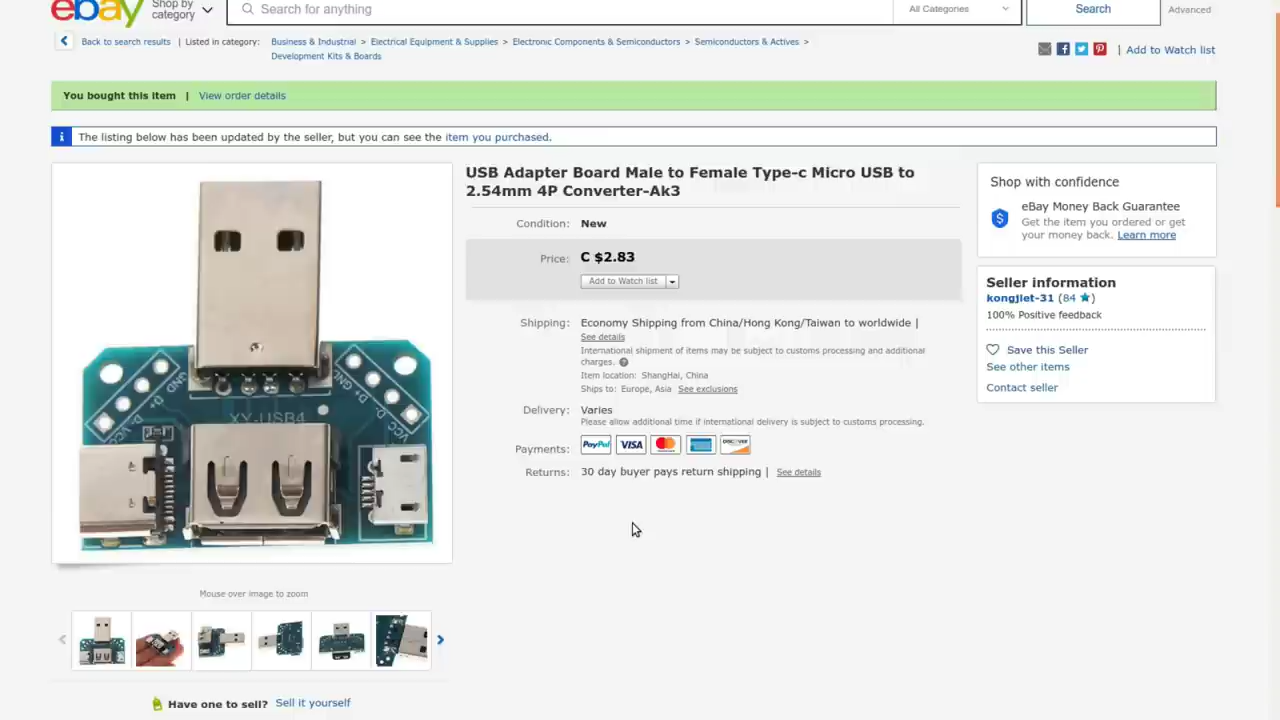 ebay
Shop by
category
Search for anything
All Categories
Search
Advanced
Back to search results | Listed in category: Business & Industrial > Electrical Equipment & Supplies > Electronic Components & Semiconductors > Semiconductors & Actives >
Development Kits & Boards
| Add to Watch list
You bought this item | View order details
The listing below has been updated by the seller, but you can see the item you purchased.
USB Adapter Board Male to Female Type-c Micro USB to
2.54mm 4P Converter-Ak3
Condition: New
Price: C $2.83
Add to Watch list
Shipping: Economy Shipping from China/Hong Kong/Taiwan to worldwide |
See details
International shipment of items may be subject to customs processing and additional
charges.
Item location: ShangHai, China
Ships to: Europe, Asia See exclusions
Delivery: Varies
Please allow additional time if international delivery is subject to customs processing.
Payments: PayPal VISA DISCOVER
Returns: 30 day buyer pays return shipping | See details
Shop with confidence
eBay Money Back Guarantee
Get the item you ordered or get
your money back. Learn more
Seller information
kongjiet-31 (84 )
100% Positive feedback
Save this Seller
See other items
Contact seller
GND D+ D- VCC
XY-USB4
GND D+ D- VCC
Mouse over image to zoom
Have one to sell? Sell it yourself